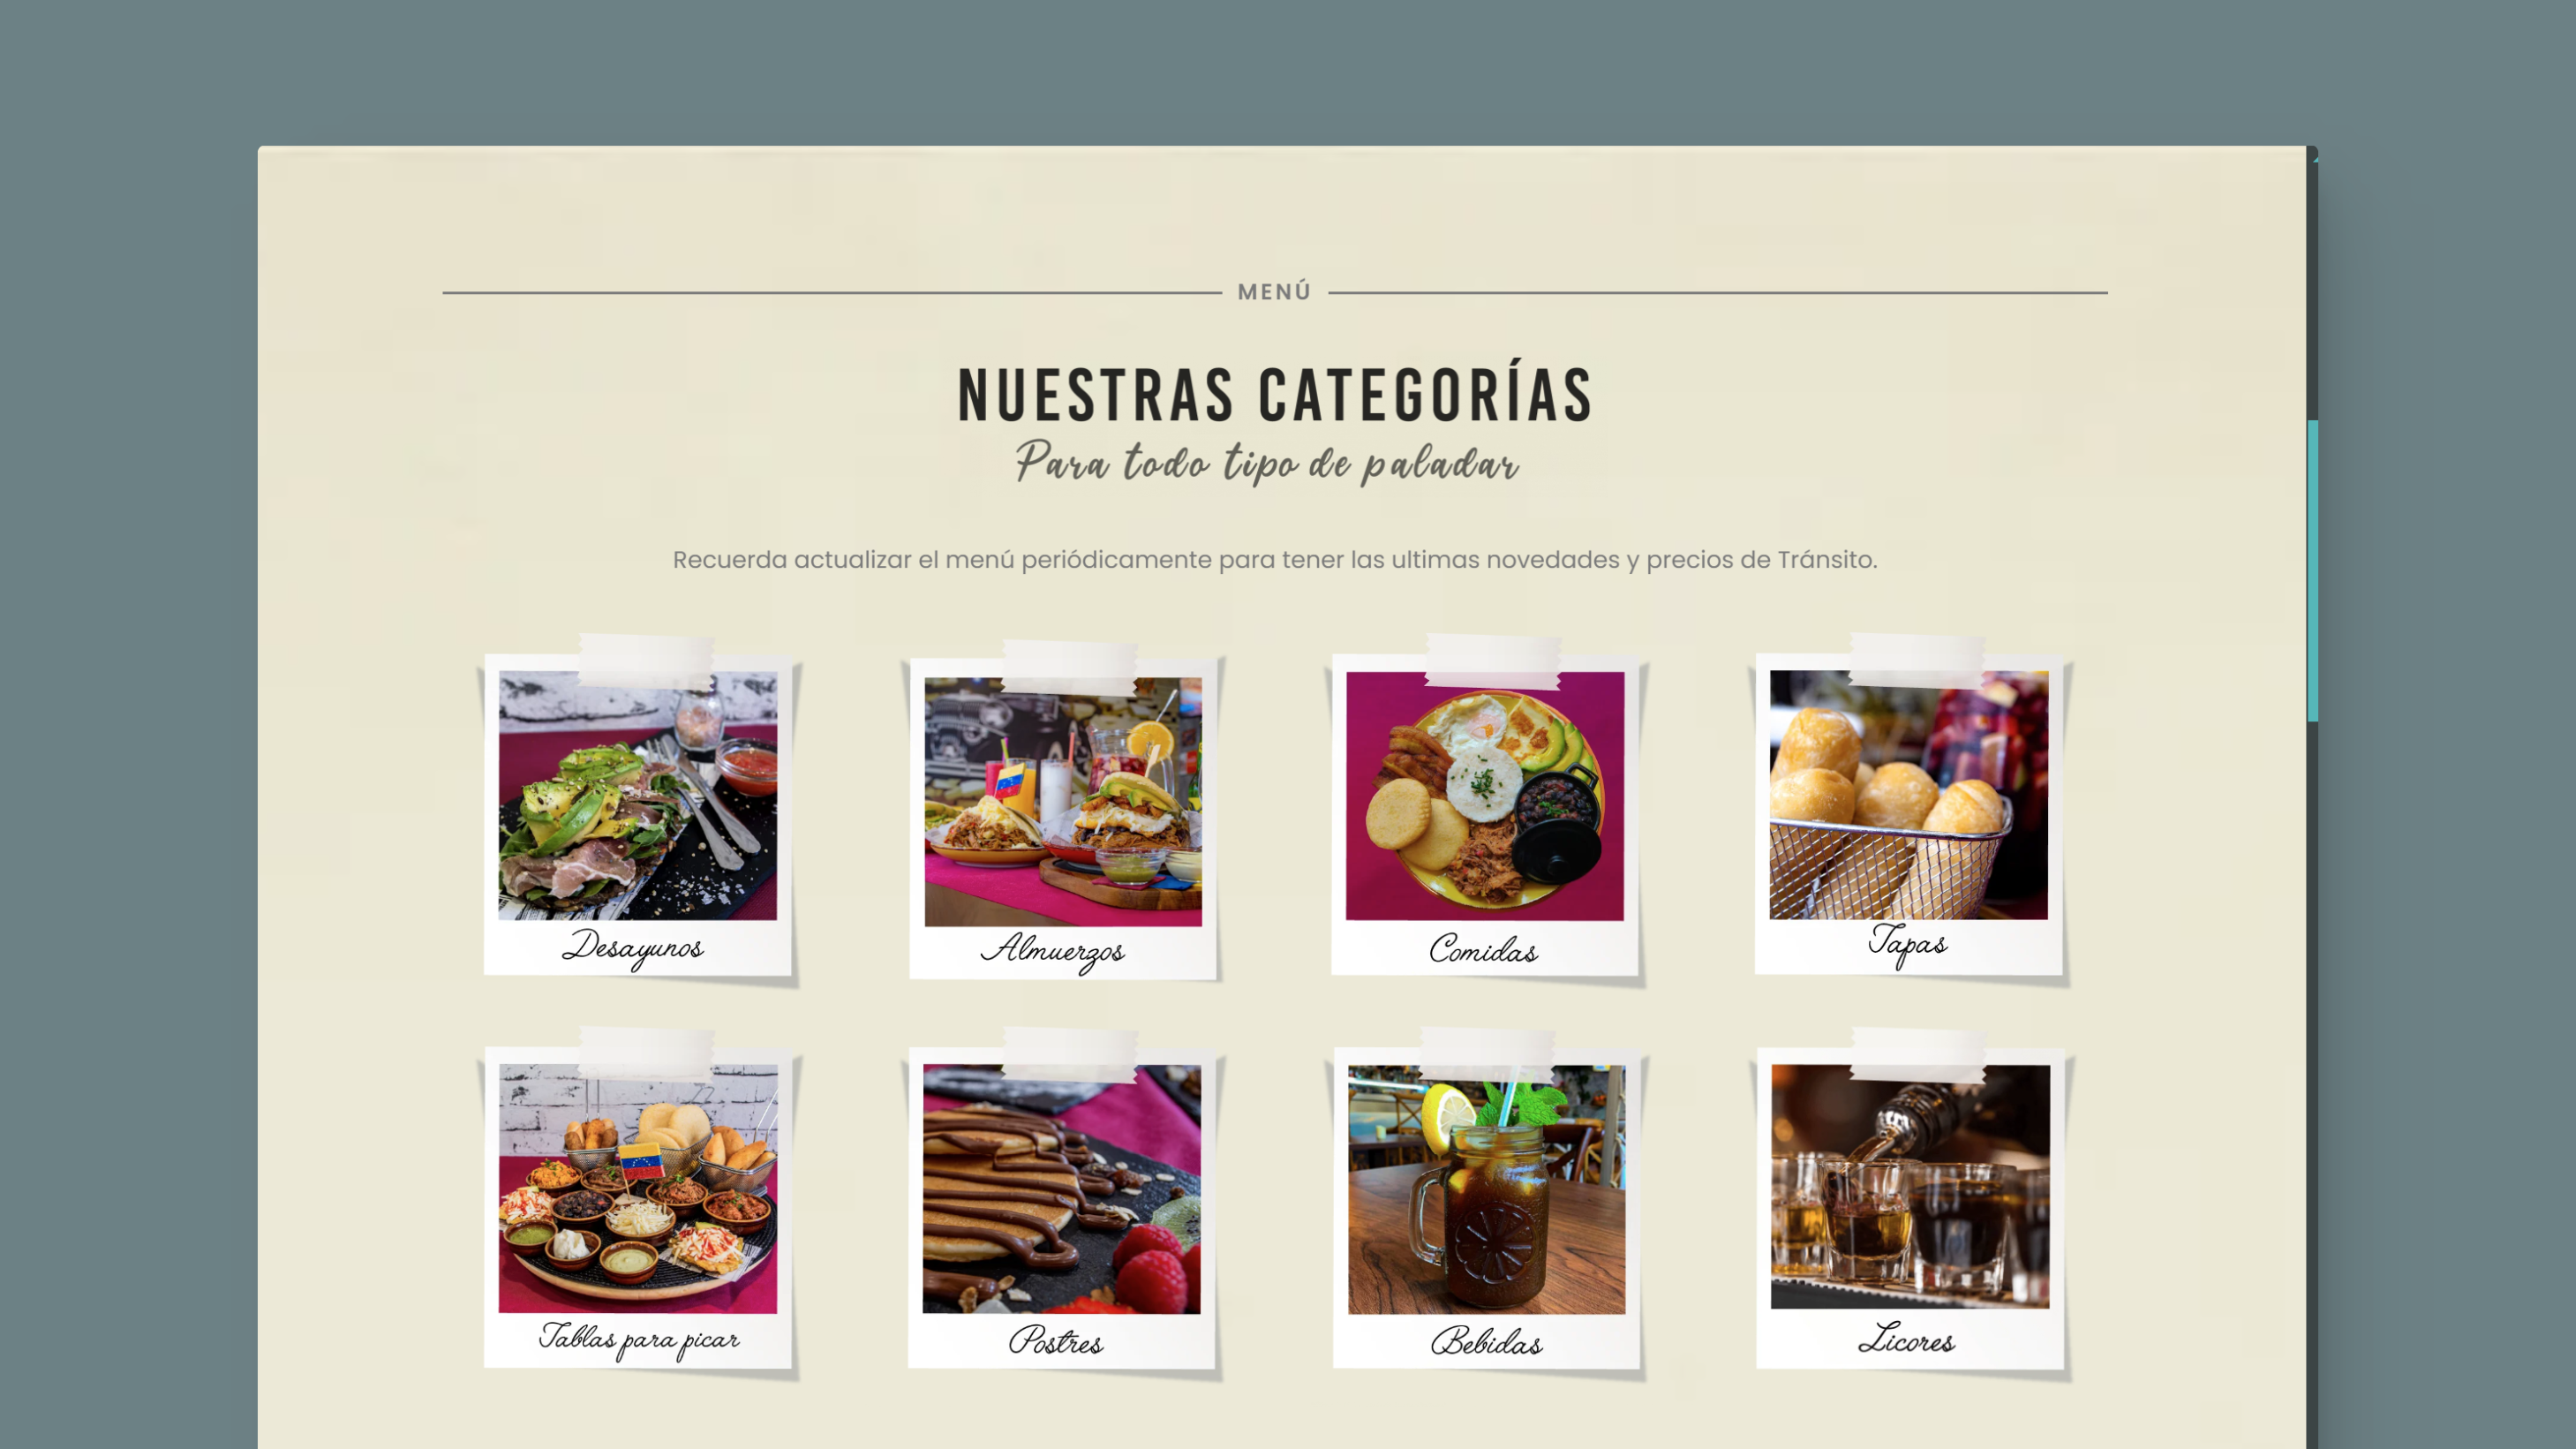 MENÚ
NUESTRAS CATEGORÍAS
Para todo tipo de paladar
Recuerda actualizar el menú periódicamente para tener las ultimas novedades y precios de Tránsito.
Desayunos
Almuerzos
Comidas
Tapas
Tablas para picar
Postres
Bebidas
Licores